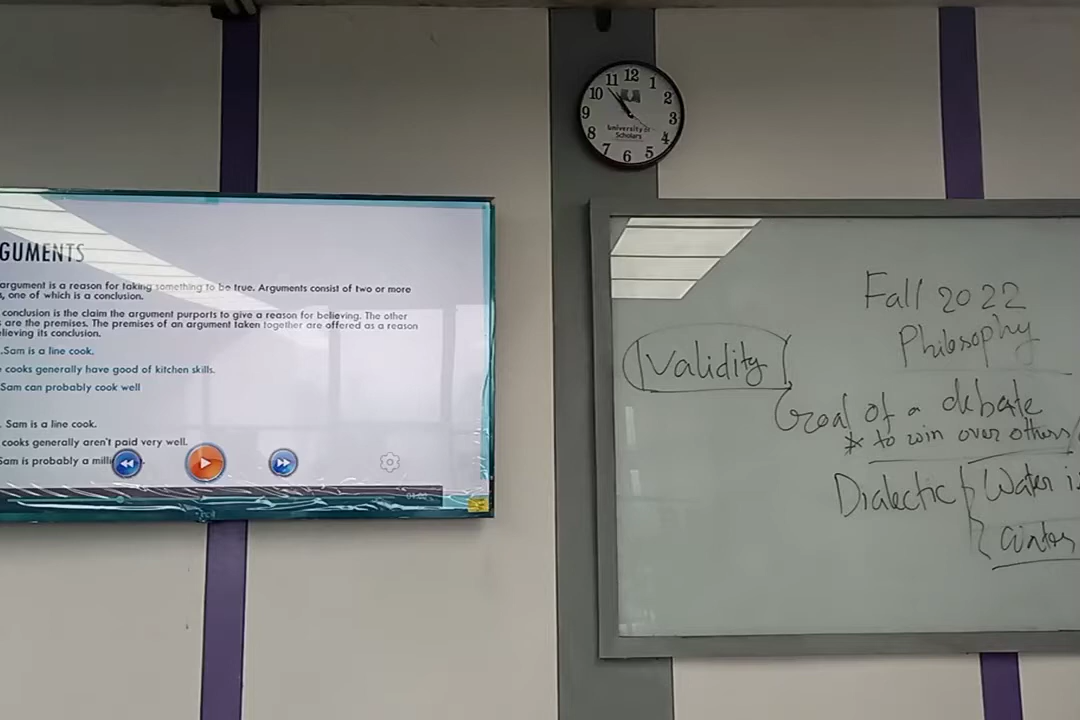 GUMENTS
argument is a reason for taking something to be true. Arguments consist of two or more
, one of which is a conclusion.
conclusion is the claim the argument purports to give a reason for believing. The other
are the premises. The premises of an argument taken together are offered as a reason
lieving its conclusion.
.Sam is a line cook.
cooks generally have good of kitchen skills.
Sam can probably cook well
. Sam is a line cook.
cooks generally aren't paid very well.
Sam is probably a milli
12
1
2
3
4
5
6
7
8
9
10
11
University of
Scholars
Fall 2022
Philosophy
Validity
Goal of a debate
* to win over others
Dialectic { Water is